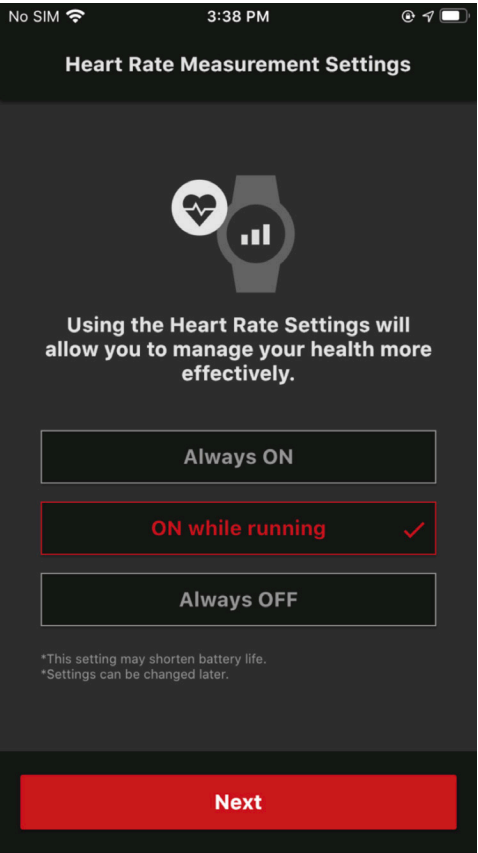 No SIM 3:38 PM
Heart Rate Measurement Settings
Using the Heart Rate Settings will
allow you to manage your health more
effectively.
Always ON
ON while running
Always OFF
*This setting may shorten battery life.
*Settings can be changed later.
Next